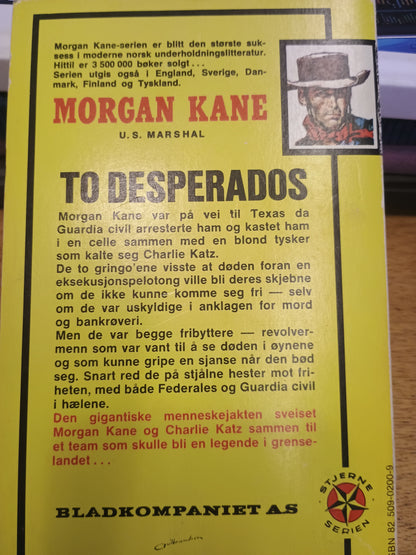 Morgan Kane-serien er blitt den største suk-
sess i moderne norsk underholdningslitteratur.
Hittil er 3 500 000 bøker solgt . . .
Serien utgis også i England, Sverige, Dan-
mark, Finland og Tyskland.
MORGAN KANE
U.S. MARSHAL
TO DESPERADOS
Morgan Kane var på vei til Texas da
Guardia civil arresterte ham og kastet ham
i en celle sammen med en blond tysker
som kalte seg Charlie Katz.
De to gringo'ene visste at døden foran en
eksekusjonspelotong ville bli deres skjebne
om de ikke kunne komme seg fri — selv
om de var uskyldige i anklagen for mord
og bankrøveri.
Men de var begge fribyttere — revolver-
menn som var vant til å se døden i øynene
og som kunne gripe en sjanse når den bød
seg. Snart red de på stjålne hester mot fri-
heten, med både Federales og Guardia civil
i hælene.
Den gigantiske menneskejakten sveiset
Morgan Kane og Charlie Katz sammen til
et team som skulle bli en legende i grense-
landet . . .
BLADKOMPANIET A.S
STJERNE
SERIEN
ISBN 82 509-0200-9